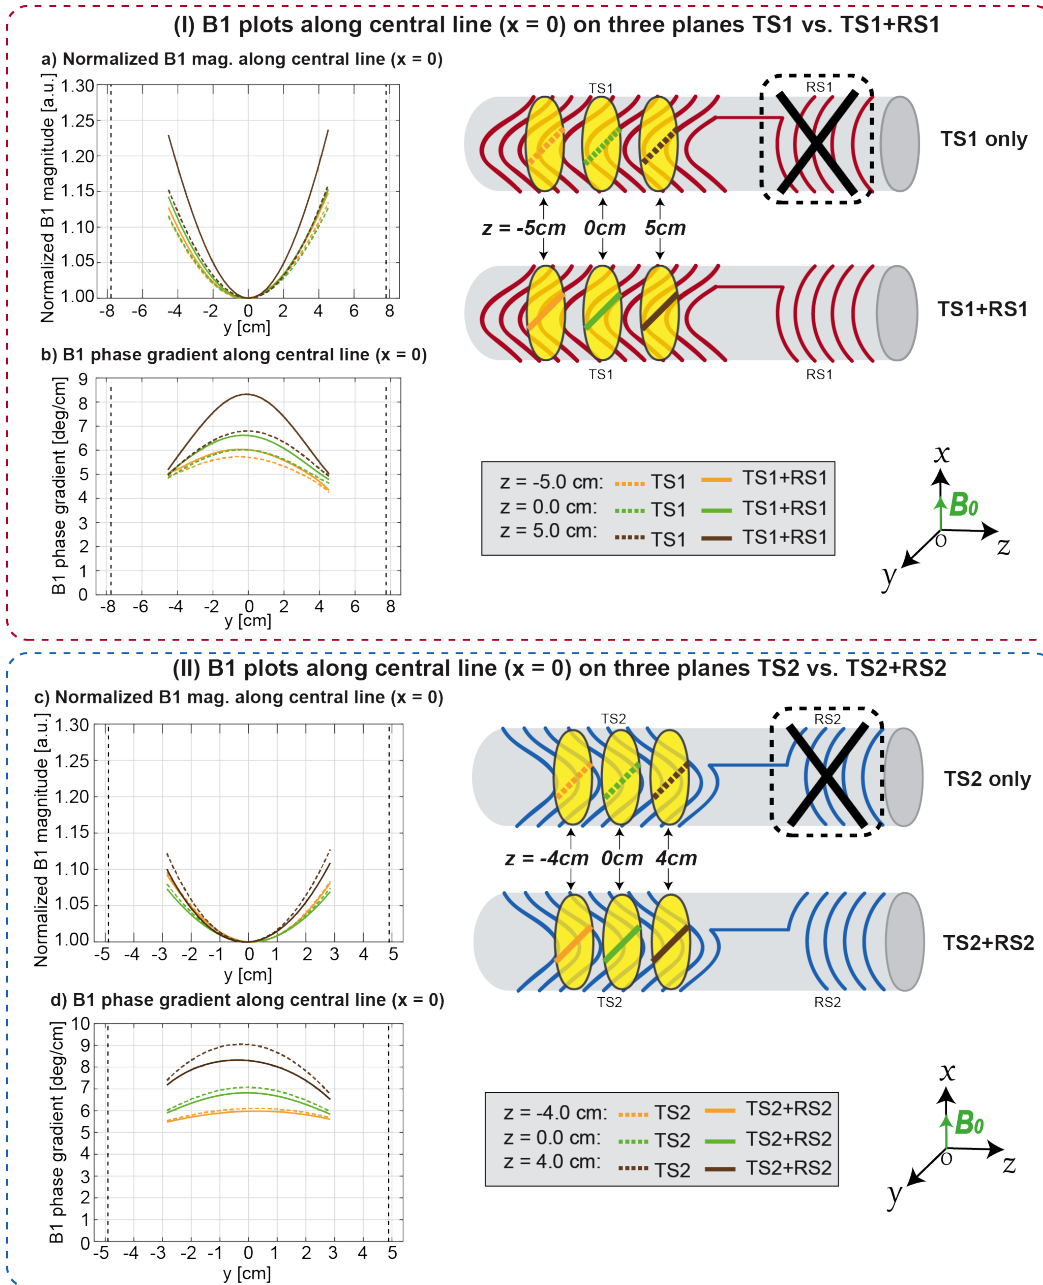 (I) B1 plots along central line (x = 0) on three planes TS1 vs. TS1+RS1
a) Normalized B1 mag. along central line (x = 0)
Normalized B1 magnitude [a.u.]
1.30
1.25
1.20
1.15
1.10
1.05
1.00
-8 -6 -4 -2 0 2 4 6 8
y [cm]
b) B1 phase gradient along central line (x = 0)
B1 phase gradient [deg/cm]
9
8
7
6
5
4
3
2
1
0
-8 -6 -4 -2 0 2 4 6 8
y [cm]
TS1
RS1
TS1 only
z = -5cm 0cm 5cm
TS1+RS1
TS1
RS1
z = -5.0 cm: TS1 TS1+RS1
z = 0.0 cm: TS1 TS1+RS1
z = 5.0 cm: TS1 TS1+RS1
x
B0
O
z
y
(II) B1 plots along central line (x = 0) on three planes TS2 vs. TS2+RS2
c) Normalized B1 mag. along central line (x = 0)
Normalized B1 magnitude [a.u.]
1.30
1.25
1.20
1.15
1.10
1.05
1.00
-5 -4 -3 -2 -1 0 1 2 3 4 5
y [cm]
d) B1 phase gradient along central line (x = 0)
B1 phase gradient [deg/cm]
10
9
8
7
6
5
4
3
2
1
0
-5 -4 -3 -2 -1 0 1 2 3 4 5
y [cm]
TS2
RS2
TS2 only
z = -4cm 0cm 4cm
TS2+RS2
TS2
RS2
z = -4.0 cm: TS2 TS2+RS2
z = 0.0 cm: TS2 TS2+RS2
z = 4.0 cm: TS2 TS2+RS2
x
B0
O
z
y